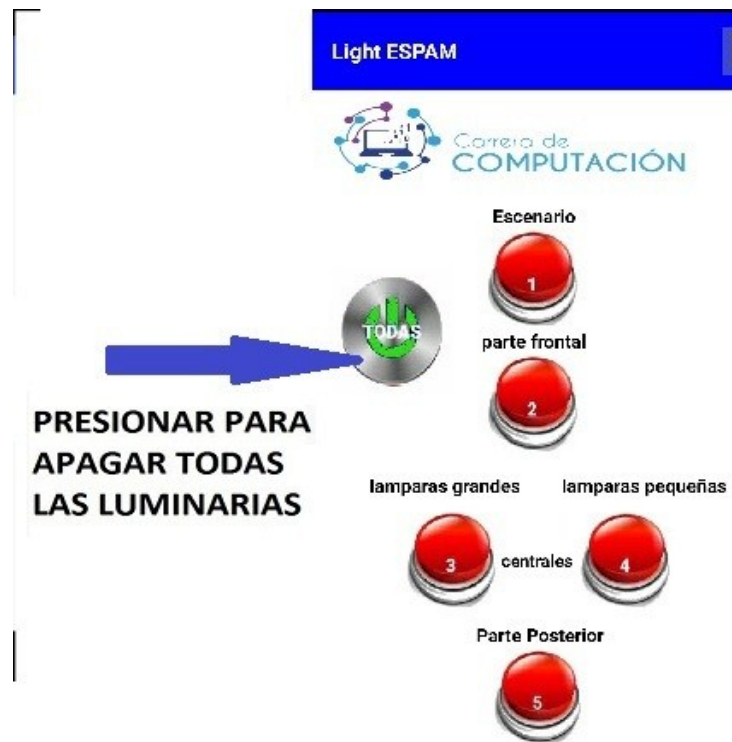 Light ESPAM
Carrera de
COMPUTACIÓN
Escenario
1
TODAS
parte frontal
2
PRESIONAR PARA
APAGAR TODAS
LAS LUMINARIAS
lamparas grandes
lamparas pequeñas
3
centrales
4
Parte Posterior
5